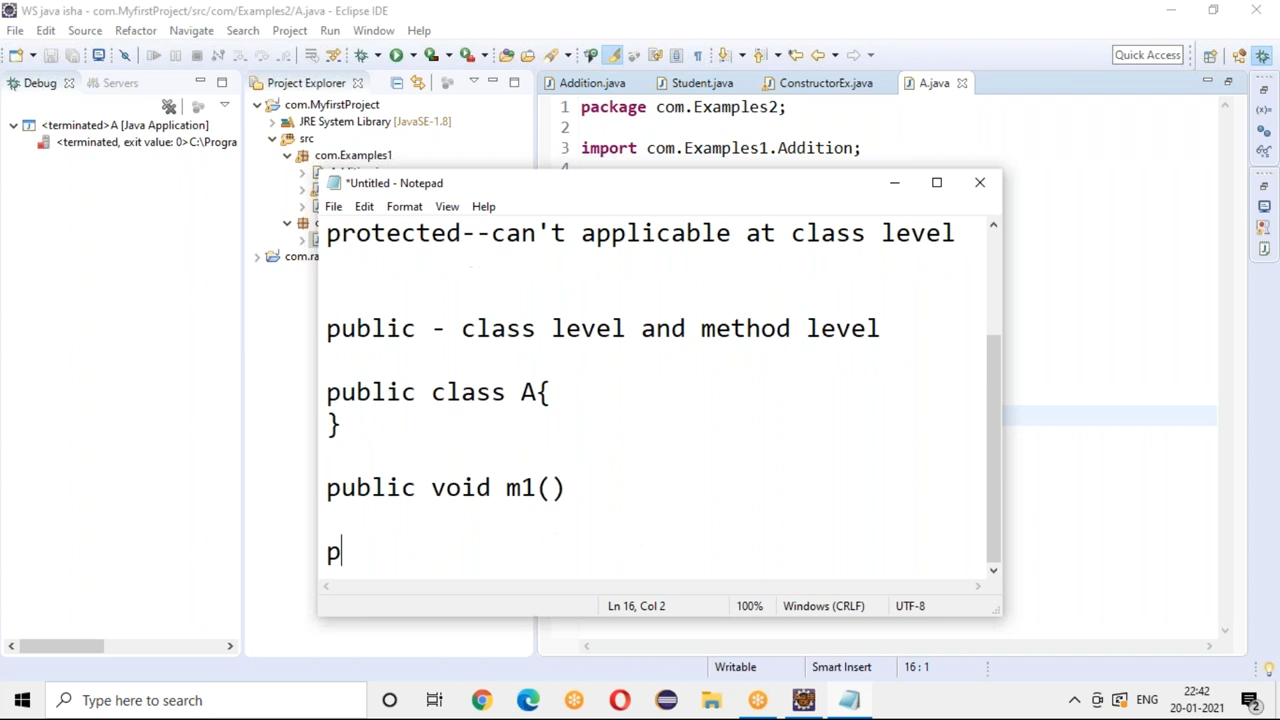 WS java isha - com.MyfirstProject/src/com/Examples2/A.java - Eclipse IDE
File Edit Source Refactor Navigate Search Project Run Window Help
Quick Access
Debug Servers Project Explorer Addition.java Student.java ConstructorEx.java A.java
<terminated>A [Java Application]
<terminated, exit value: 0>C:\Progra
com.MyfirstProject
JRE System Library [JavaSE-1.8]
src
com.Examples1
com.ra
1 package com.Examples2;
2
3 import com.Examples1.Addition;
*Untitled - Notepad
File Edit Format View Help
protected--can't applicable at class level
public - class level and method level
public class A{
}
public void m1()
p
Ln 16, Col 2 100% Windows (CRLF) UTF-8
Writable Smart Insert 16 : 1
Type here to search
ENG 22:42
20-01-2021 2